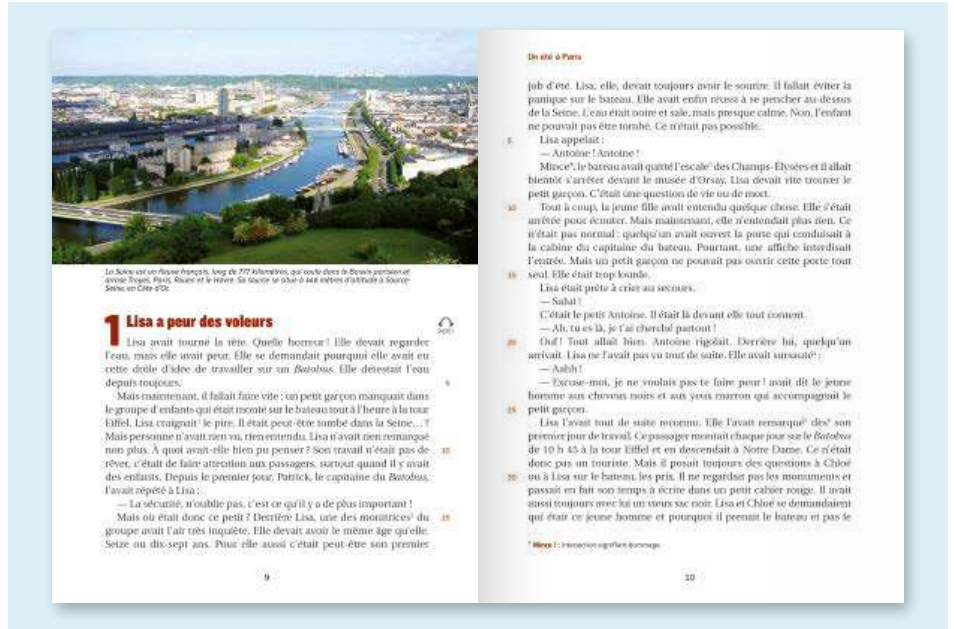 La Seine est un fleuve français, long de 777 kilomètres, qui coule dans le Bassin parisien et
arrose Troyes, Paris, Rouen et le Havre. Sa source se situe à 446 mètres d'altitude à Source-
Seine, en Côte-d'Or.
1 Lisa a peur des voleurs
Lisa avait tourné la tête. Quelle horreur ! Elle devait regarder
l'eau, mais elle avait peur. Elle se demandait pourquoi elle avait eu
cette drôle d'idée de travailler sur un Batobus. Elle détestait l'eau
depuis toujours. 5
Mais maintenant, il fallait faire vite : un petit garçon manquait dans
le groupe d'enfants qui était monté sur le bateau tout à l'heure à la tour
Eiffel. Lisa craignait¹ le pire. Il était peut-être tombé dans la Seine… ?
Mais personne n'avait rien vu, rien entendu. Lisa n'avait rien remarqué
non plus. À quoi avait-elle bien pu penser ? Son travail n'était pas de 10
rêver, c'était de faire attention aux passagers, surtout quand il y avait
des enfants. Depuis le premier jour, Patrick, le capitaine du Batobus,
l'avait répété à Lisa :
— La sécurité, n'oublie pas, c'est ce qu'il y a de plus important !
Mais où était donc ce petit ? Derrière Lisa, une des monitrices² du 15
groupe avait l'air très inquiète. Elle devait avoir le même âge qu'elle.
Seize ou dix-sept ans. Pour elle aussi c'était peut-être son premier
9
Un été à Paris
job d'été. Lisa, elle, devait toujours avoir le sourire. Il fallait éviter la
panique sur le bateau. Elle avait enfin réussi à se pencher au-dessus
de la Seine. L'eau était noire et sale, mais presque calme. Non, l'enfant
ne pouvait pas être tombé. Ce n'était pas possible.
5 Lisa appelait :
— Antoine ! Antoine !
Mince*, le bateau avait quitté l'escale des Champs-Élysées et il allait
bientôt s'arrêter devant le musée d'Orsay. Lisa devait vite trouver le
petit garçon. C'était une question de vie ou de mort.
10 Tout à coup, la jeune fille avait entendu quelque chose. Elle s'était
arrêtée pour écouter. Mais maintenant, elle n'entendait plus rien. Ce
n'était pas normal : quelqu'un avait ouvert la porte qui conduisait à
la cabine du capitaine du bateau. Pourtant, une affiche interdisait
l'entrée. Mais un petit garçon ne pouvait pas ouvrir cette porte tout
15 seul. Elle était trop lourde.
Lisa était prête à crier au secours.
— Salut !
C'était le petit Antoine. Il était là devant elle tout content.
— Ah, tu es là, je t'ai cherché partout !
20 Ouf ! Tout allait bien. Antoine rigolait. Derrière lui, quelqu'un
arrivait. Lisa ne l'avait pas vu tout de suite. Elle avait sursauté :
— Aahh !
— Excuse-moi, je ne voulais pas te faire peur ! avait dit le jeune
homme aux cheveux noirs et aux yeux marron qui accompagnait le
25 petit garçon.
Lisa l'avait tout de suite reconnu. Elle l'avait remarqué dès son
premier jour de travail. Ce passager montait chaque jour sur le Batobus
de 10 h 45 à la tour Eiffel et en descendait à Notre Dame. Ce n'était
donc pas un touriste. Mais il posait toujours des questions à Chloé
30 ou à Lisa sur le bateau, les prix. Il ne regardait pas les monuments et
passait en fait son temps à écrire dans un petit cahier rouge. Il avait
aussi toujours avec lui un vieux sac noir. Lisa et Chloé se demandaient
qui était ce jeune homme et pourquoi il prenait le bateau et pas le
* Mince ! : interjection signifiant dommage.
10